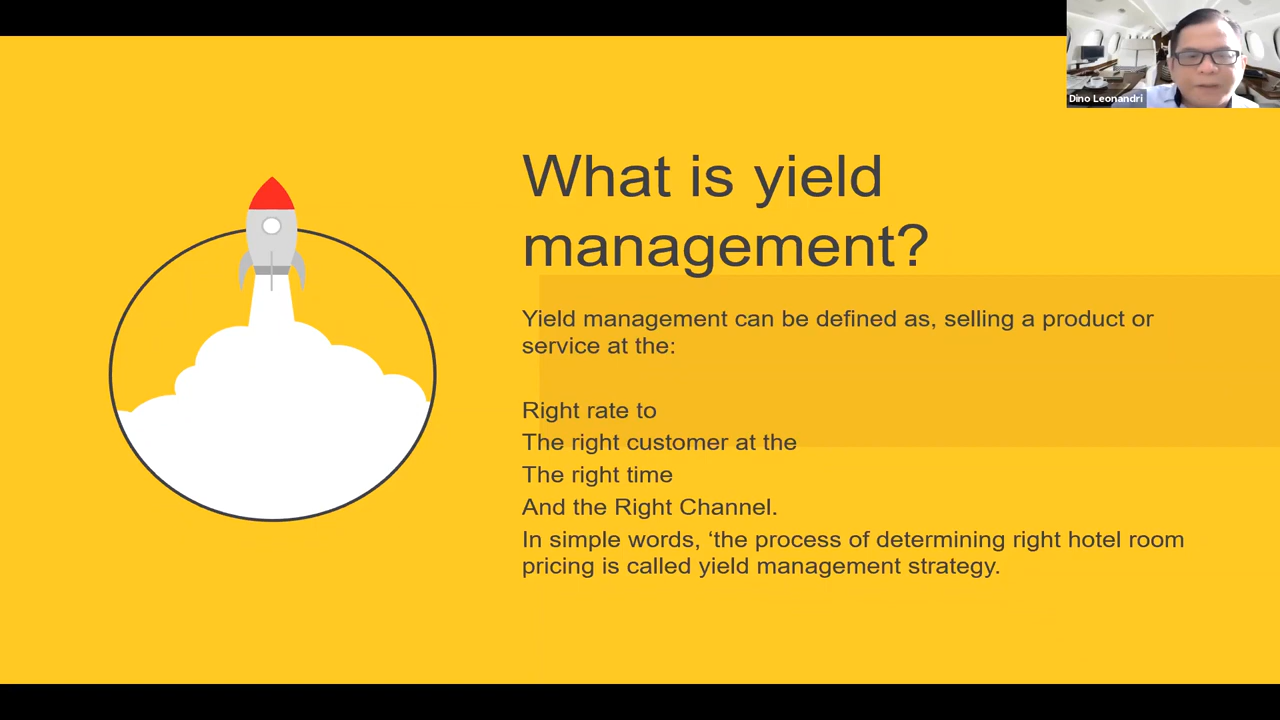 Dino Leonandri
What is yield
management?
Yield management can be defined as, selling a product or
service at the:
Right rate to
The right customer at the
The right time
And the Right Channel.
In simple words, ‘the process of determining right hotel room
pricing is called yield management strategy.